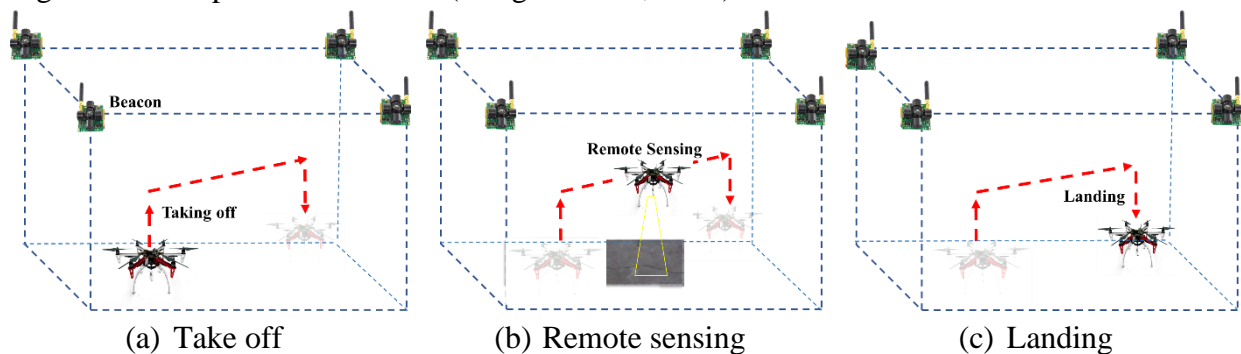 Beacon
Taking off
Remote Sensing
Landing
(a) Take off
(b) Remote sensing
(c) Landing